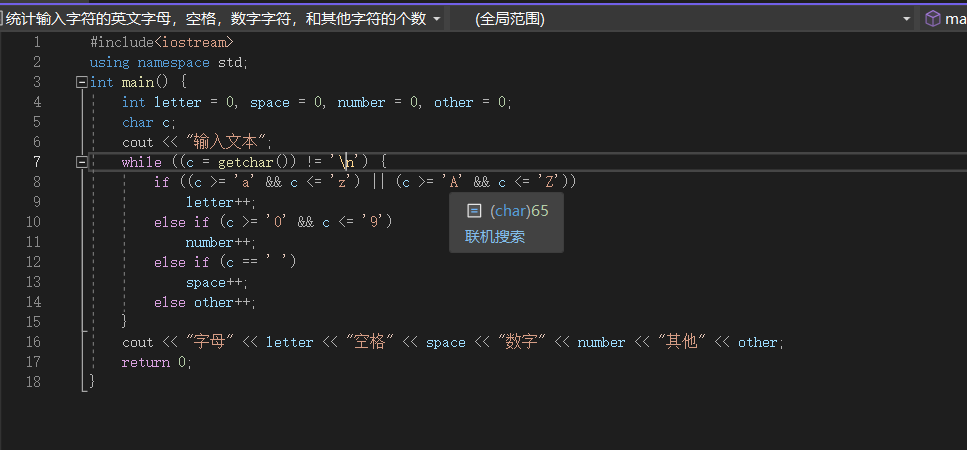 统计输入字符的英文字母，空格，数字字符，和其他字符的个数 (全局范围) ma
1 #include<iostream>
2 using namespace std;
3 int main() {
4 int letter = 0, space = 0, number = 0, other = 0;
5 char c;
6 cout << "输入文本";
7 while ((c = getchar()) != '\n') {
8 if ((c >= 'a' && c <= 'z') || (c >= 'A' && c <= 'Z'))
9 letter++;
(char)65
10 else if (c >= '0' && c <= '9')
联机搜索
11 number++;
12 else if (c == ' ')
13 space++;
14 else other++;
15 }
16 cout << "字母" << letter << "空格" << space << "数字" << number << "其他" << other;
17 return 0;
18 }